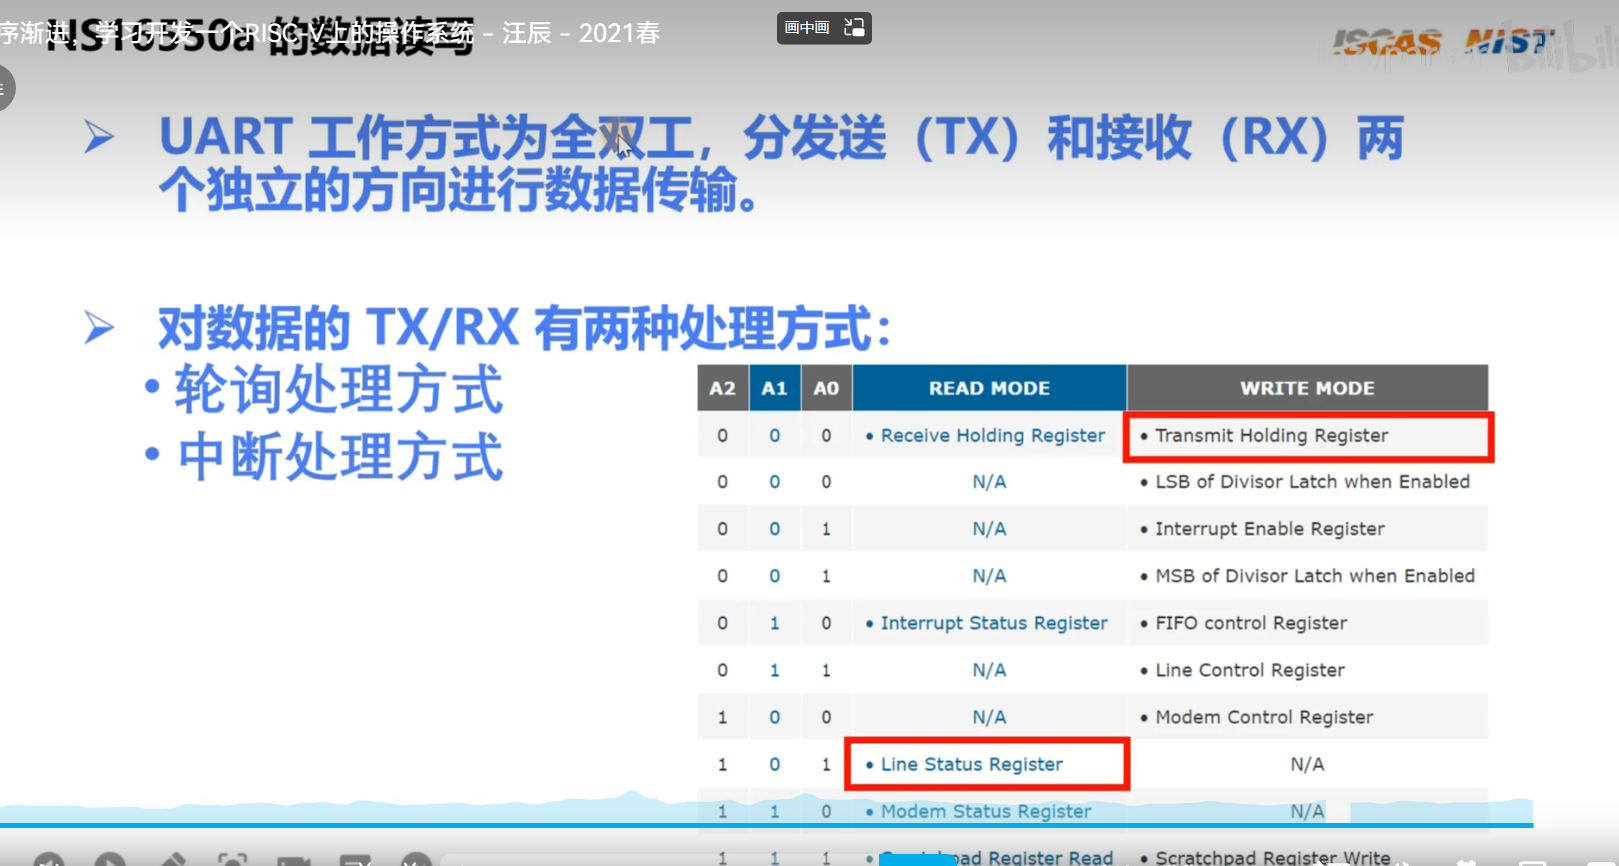 序渐进，学习开发一个RISC-V上的操作系统 - 汪辰 - 2021春
的数据读写
画中画
ISCAS NIST
➢ UART 工作方式为全双工，分发送（TX）和接收（RX）两
个独立的方向进行数据传输。
➢ 对数据的 TX/RX 有两种处理方式：
• 轮询处理方式
• 中断处理方式
A2 A1 A0 READ MODE WRITE MODE
0 0 0 • Receive Holding Register • Transmit Holding Register
0 0 0 N/A • LSB of Divisor Latch when Enabled
0 0 1 N/A • Interrupt Enable Register
0 0 1 N/A • MSB of Divisor Latch when Enabled
0 1 0 • Interrupt Status Register • FIFO control Register
0 1 1 N/A • Line Control Register
1 0 0 N/A • Modem Control Register
1 0 1 • Line Status Register N/A
1 1 0 • Modem Status Register N/A
1 1 1 • Scratchpad Register Read • Scratchpad Register Write